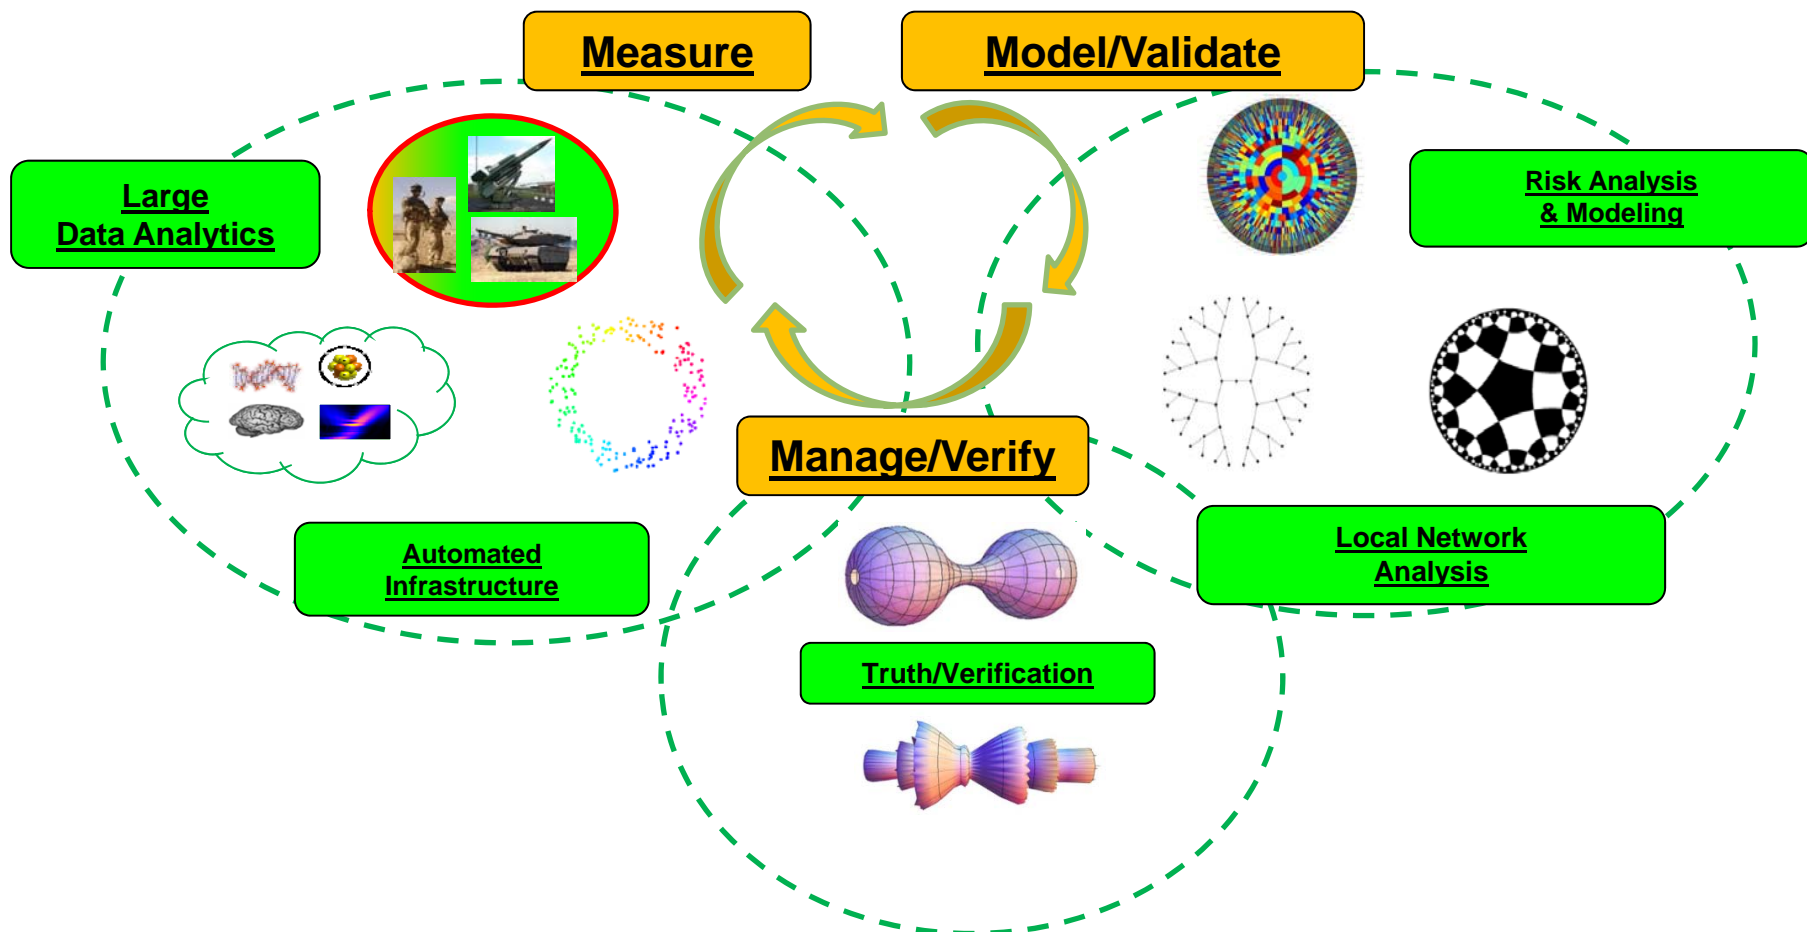 Measure
Model/Validate
Large
Data Analytics
Risk Analysis
& Modeling
Manage/Verify
Automated
Infrastructure
Local Network
Analysis
Truth/Verification